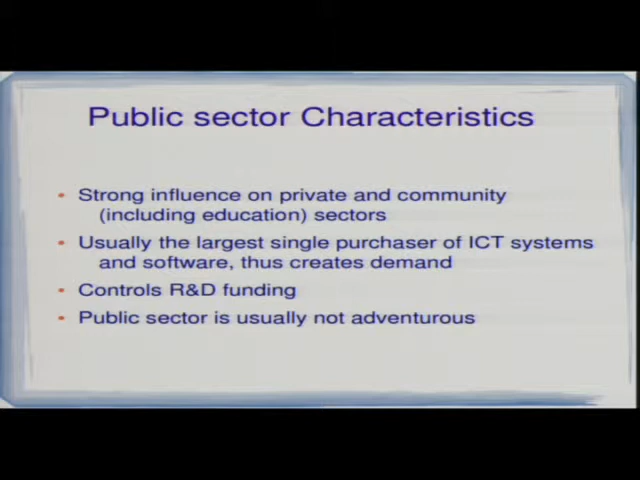 Public sector Characteristics
• Strong influence on private and community
(including education) sectors
• Usually the largest single purchaser of ICT systems
and software, thus creates demand
• Controls R&D funding
• Public sector is usually not adventurous